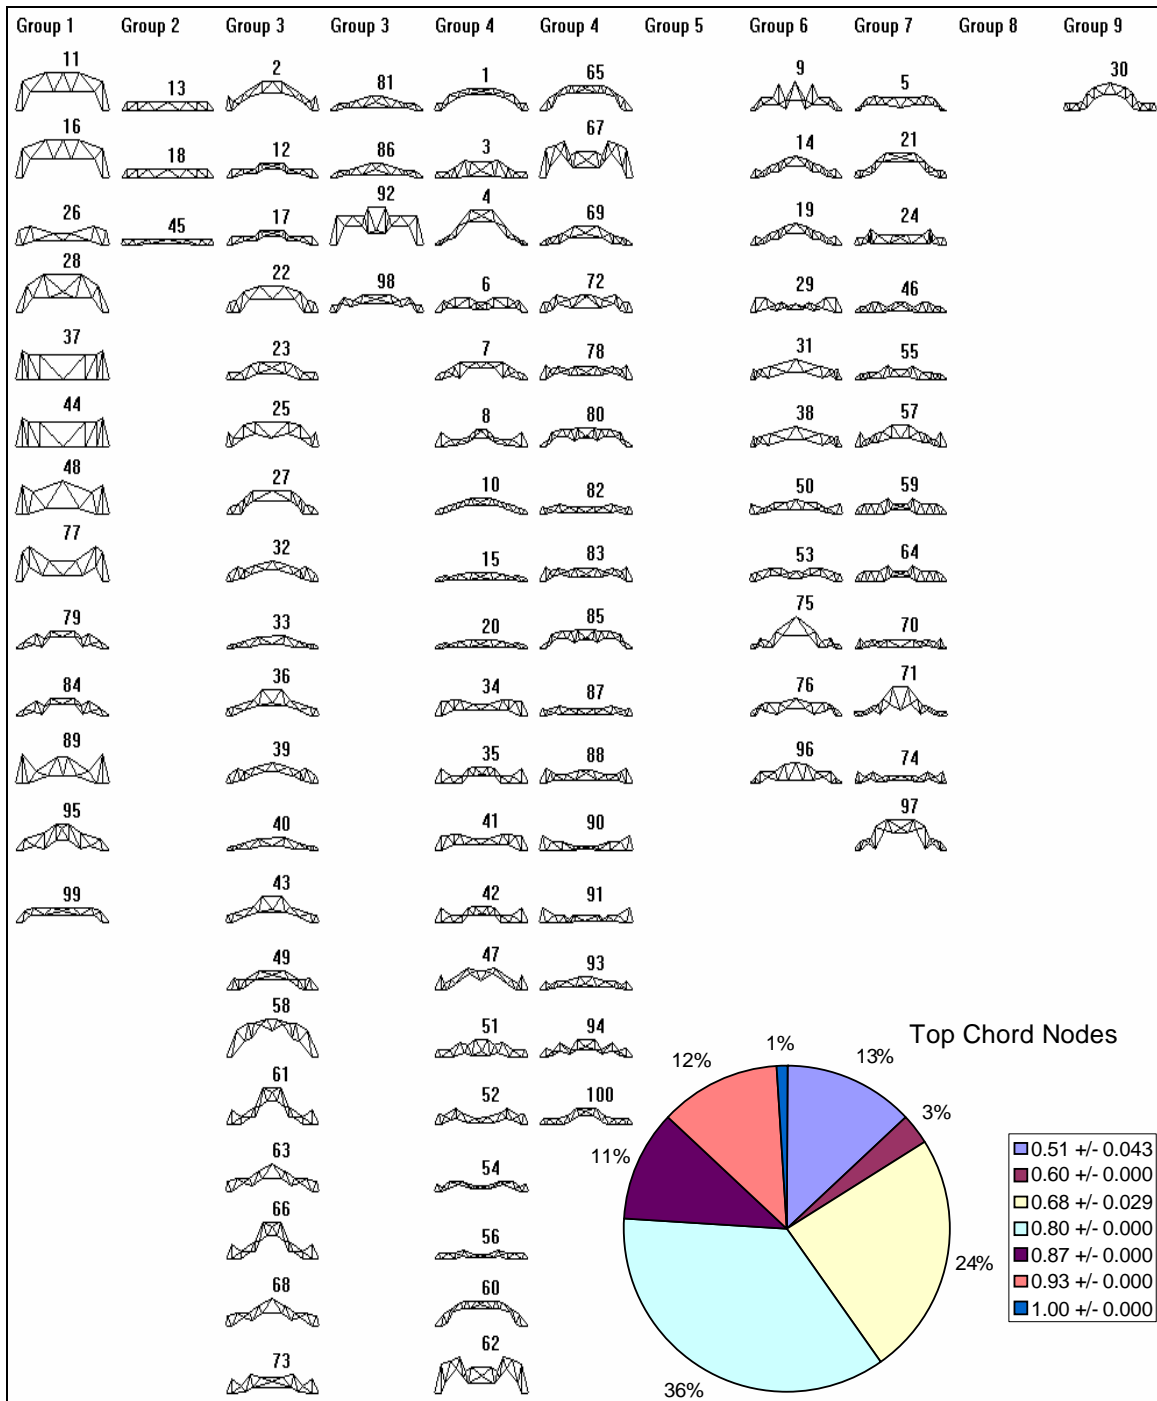 Group 1 Group 2 Group 3 Group 3 Group 4 Group 4 Group 5 Group 6 Group 7 Group 8 Group 9
11 13 2 81 1 65 9 5 30
16 18 12 86 3 67 14 21
26 45 17 92 4 69 19 24
28 22 98 6 72 29 46
37 23 7 78 31 55
44 25 8 80 38 57
48 27 10 82 50 59
77 32 15 83 53 64
79 33 20 85 75 70
84 36 34 87 76 71
89 39 35 88 96 74
95 40 41 90 97
99 43 42 91
49 47 93
58 51 94
61 52 100
63 54
66 56
68 60
73 62
Top Chord Nodes
1%
13%
3%
24%
36%
11%
12%
0.51 +/- 0.043
0.60 +/- 0.000
0.68 +/- 0.029
0.80 +/- 0.000
0.87 +/- 0.000
0.93 +/- 0.000
1.00 +/- 0.000